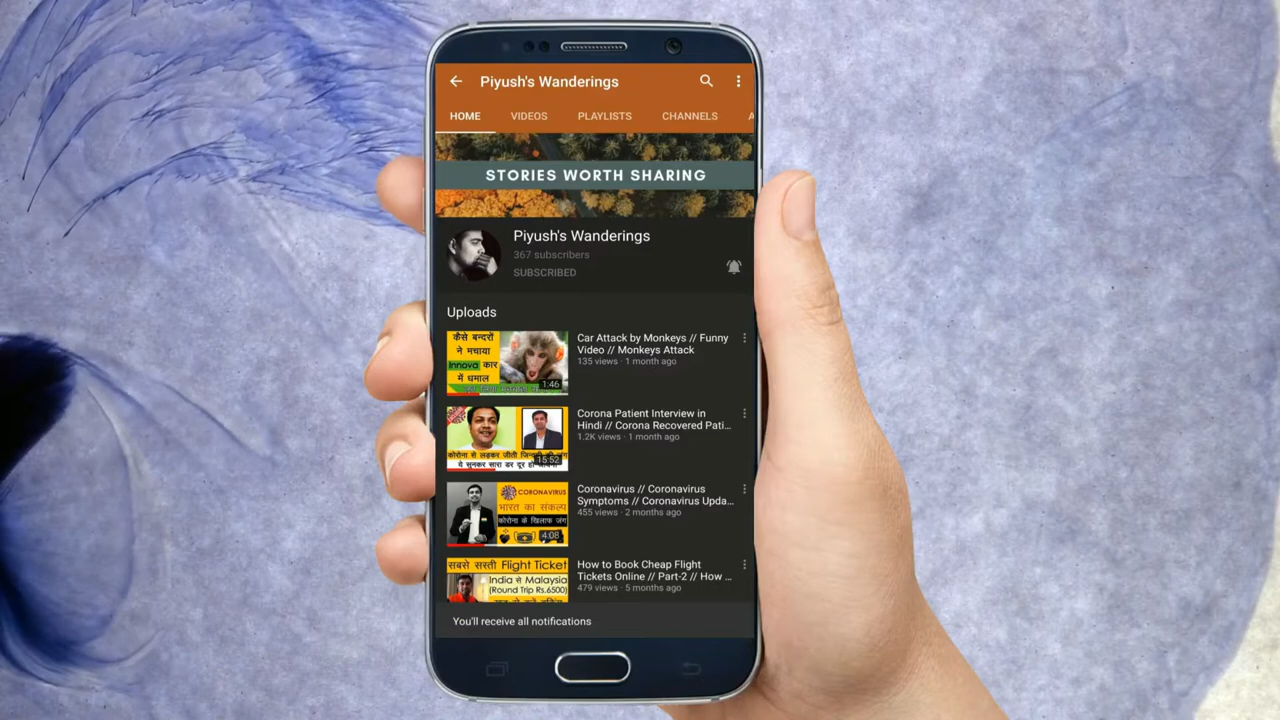 Piyush's Wanderings
HOME VIDEOS PLAYLISTS CHANNELS A
STORIES WORTH SHARING
Piyush's Wanderings
367 subscribers
SUBSCRIBED
Uploads
कैसे बन्दरों
ने मचाया
Innova कार
में धमाल
1:46
Car Attack by Monkeys // Funny
Video // Monkeys Attack
135 views · 1 month ago
कोरोना से लड़कर जीती जिन्दगी की जंग
ये सुनकर सारा डर दूर हो
15:52
Corona Patient Interview in
Hindi // Corona Recovered Pati...
1.2K views · 1 month ago
CORONAVIRUS
भारत का संकल्प
कोरोना के खिलाफ जंग
4:08
Coronavirus // Coronavirus
Symptoms // Coronavirus Upda...
455 views · 2 months ago
सबसे सस्ती Flight Ticket
India से Malaysia
(Round Trip Rs.6500)
How to Book Cheap Flight
Tickets Online // Part-2 // How ...
479 views · 5 months ago
You'll receive all notifications